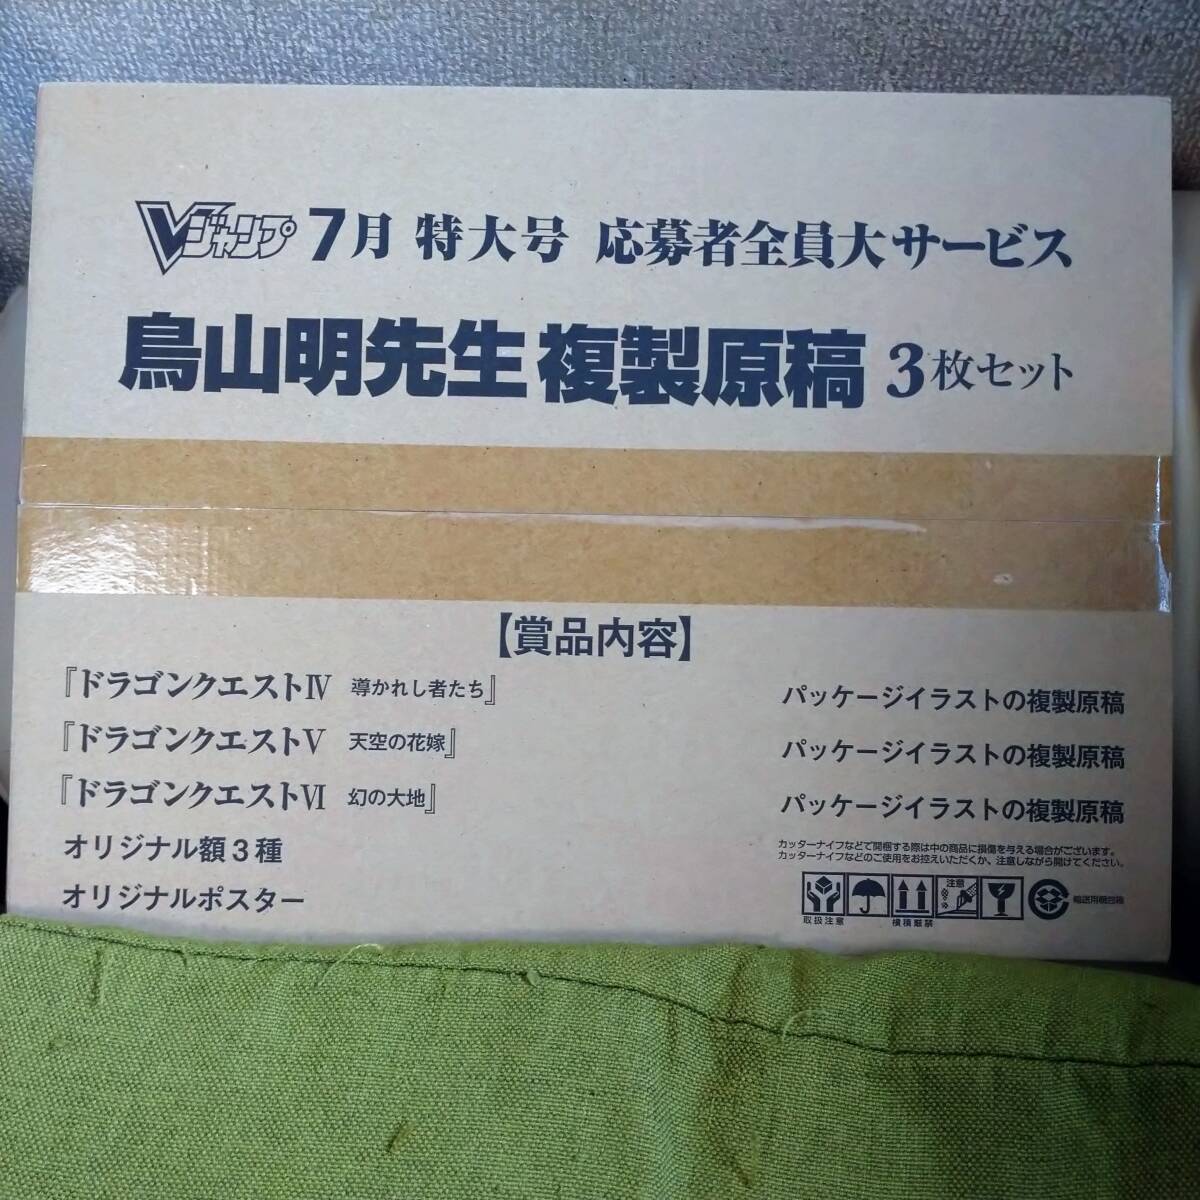 Vジャンプ 7月 特大号 応募者全員大サービス
鳥山明先生 複製原稿 3枚セット
【賞品内容】
『ドラゴンクエストⅣ 導かれし者たち』 パッケージイラストの複製原稿
『ドラゴンクエストⅤ 天空の花嫁』 パッケージイラストの複製原稿
『ドラゴンクエストⅥ 幻の大地』 パッケージイラストの複製原稿
オリジナル額3種
オリジナルポスター
カッターナイフなどで開梱する際は中の商品に損傷を与える場合がございます。
カッターナイフなどのご使用をお控えいただくか、注意しながら開けてください。
取扱注意
横積厳禁
注意
輸送用梱包箱